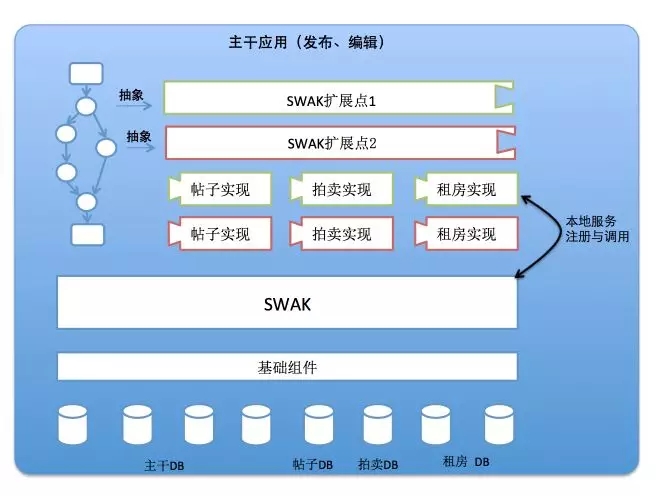 主干应用（发布、编辑）
抽象
SWAK扩展点1
抽象
SWAK扩展点2
帖子实现
拍卖实现
租房实现
帖子实现
拍卖实现
租房实现
本地服务
注册与调用
SWAK
基础组件
主干DB
帖子DB
拍卖DB
租房 DB